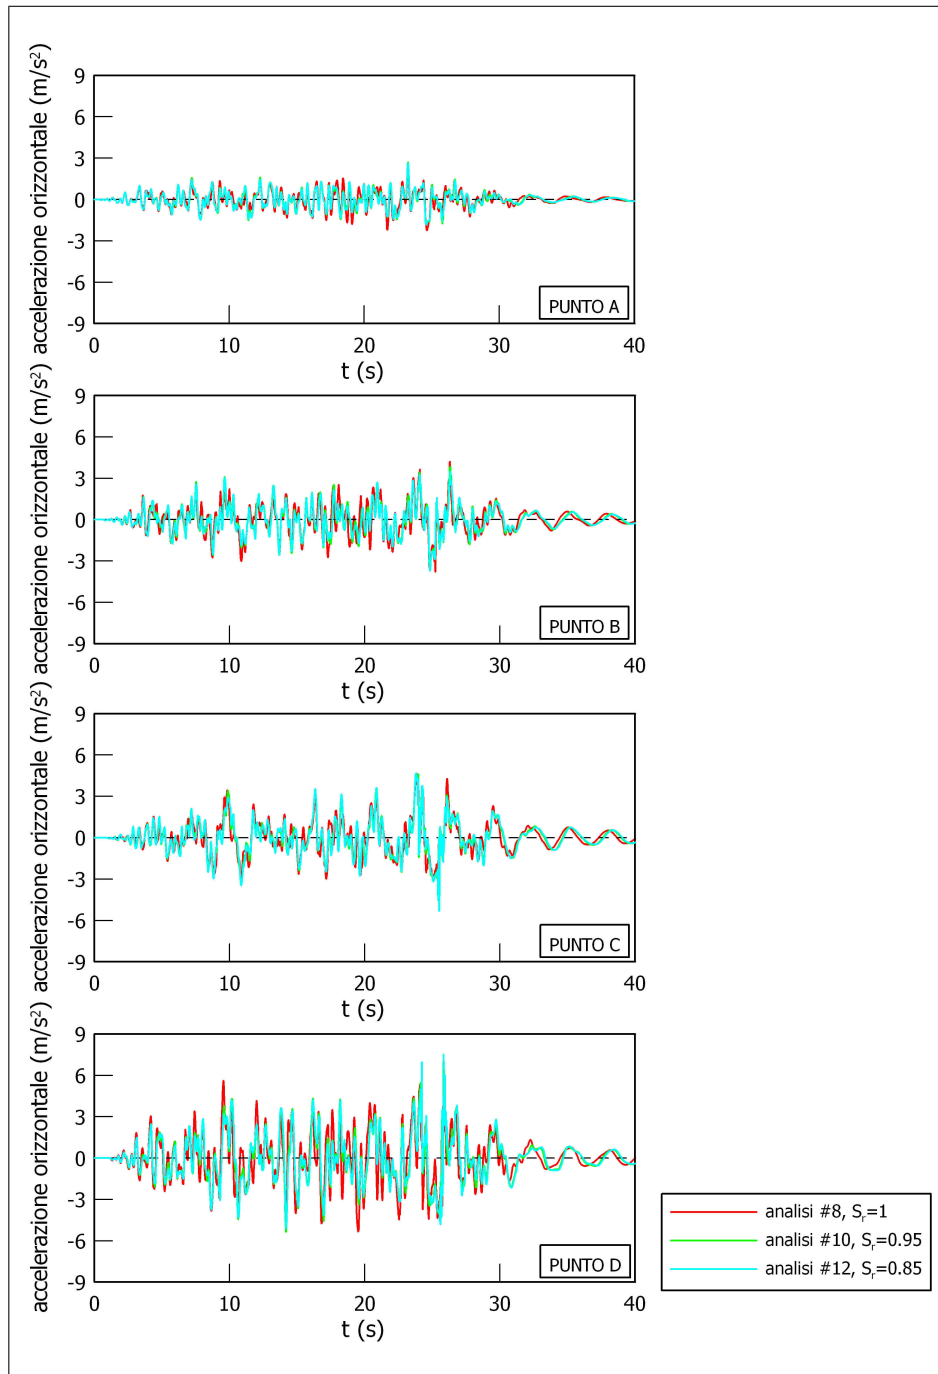 accelerazione orizzontale (m/s²)
9
6
3
0
-3
-6
-9
PUNTO A
0 10 20 30 40
t (s)
accelerazione orizzontale (m/s²)
9
6
3
0
-3
-6
-9
PUNTO B
0 10 20 30 40
t (s)
accelerazione orizzontale (m/s²)
9
6
3
0
-3
-6
-9
PUNTO C
0 10 20 30 40
t (s)
accelerazione orizzontale (m/s²)
9
6
3
0
-3
-6
-9
PUNTO D
0 10 20 30 40
t (s)
analisi #8, Sᵣ=1
analisi #10, Sᵣ=0.95
analisi #12, Sᵣ=0.85